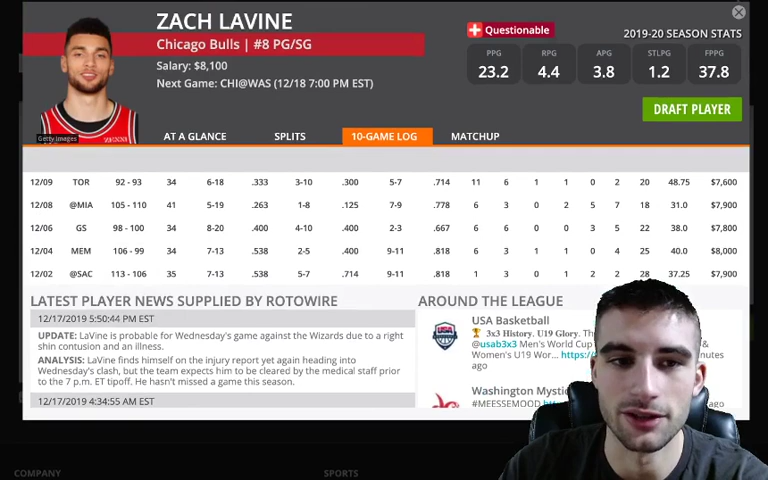 ZACH LAVINE
Chicago Bulls | #8 PG/SG
Salary: $8,100
Next Game: CHI@WAS (12/18 7:00 PM EST)
Questionable
2019-20 SEASON STATS
PPG RPG APG STLPG FPPG
23.2 4.4 3.8 1.2 37.8
DRAFT PLAYER
Getty Images
AT A GLANCE SPLITS 10-GAME LOG MATCHUP
12/09 TOR 92 - 93 34 6-18 .333 3-10 .300 5-7 .714 11 6 1 1 0 2 20 48.75 $7,600
12/08 @MIA 105 - 110 41 5-19 .263 1-8 .125 7-9 .778 6 3 0 2 5 7 18 31.0 $7,900
12/06 GS 98 - 100 34 8-20 .400 4-10 .400 2-3 .667 6 6 0 0 3 5 22 38.0 $7,800
12/04 MEM 106 - 99 34 7-13 .538 2-5 .400 9-11 .818 6 3 1 1 0 4 25 40.0 $8,000
12/02 @SAC 113 - 106 35 7-13 .538 5-7 .714 9-11 .818 1 3 0 1 2 2 28 37.25 $7,900
LATEST PLAYER NEWS SUPPLIED BY ROTOWIRE
12/17/2019 5:50:44 PM EST
UPDATE: LaVine is probable for Wednesday's game against the Wizards due to a right
shin contusion and an illness.
ANALYSIS: LaVine finds himself on the injury report yet again heading into
Wednesday's clash, but the team expects him to be cleared by the medical staff prior
to the 7 p.m. ET tipoff. He hasn't missed a game this season.
12/17/2019 4:34:55 AM EST
AROUND THE LEAGUE
USA Basketball
🏆 3x3 History. U19 Glory. Th
@usab3x3 Men's World Cup &
Women's U19 Wor... https:/ nutes
ago
Washington Mystic
#MEESSEMOOD ago
COMPANY SPORTS